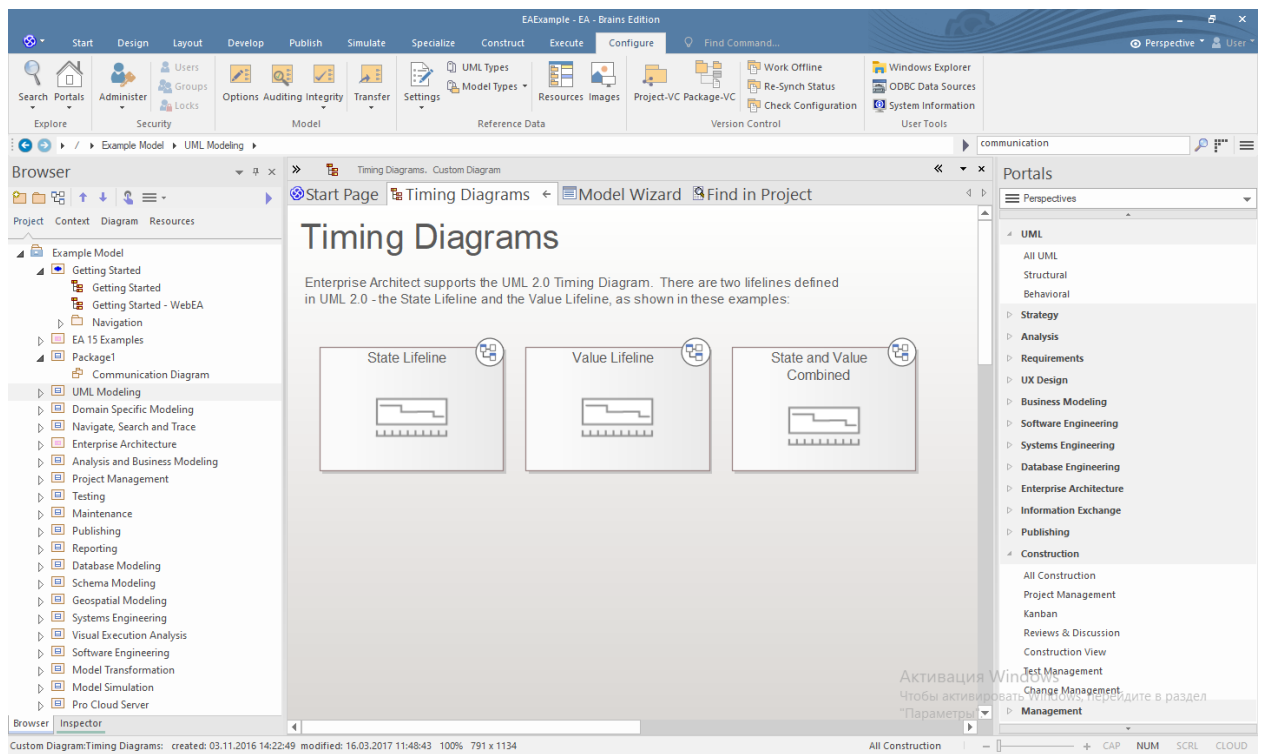 EAExample - EA - Brains Edition
Start Design Layout Develop Publish Simulate Specialize Construct Execute Configure Find Command... Perspective User
Search Portals Administer Users Groups Locks Options Auditing Integrity Transfer Settings UML Types Model Types Resources Images Project-VC Package-VC Work Offline Re-Synch Status Check Configuration Windows Explorer ODBC Data Sources System Information
Explore Security Model Reference Data Version Control User Tools
/ Example Model UML Modeling communication
Browser
Project Context Diagram Resources
Example Model
Getting Started
Getting Started
Getting Started - WebEA
Navigation
EA 15 Examples
Package1
Communication Diagram
UML Modeling
Domain Specific Modeling
Navigate, Search and Trace
Enterprise Architecture
Analysis and Business Modeling
Project Management
Testing
Maintenance
Publishing
Reporting
Database Modeling
Schema Modeling
Geospatial Modeling
Systems Engineering
Visual Execution Analysis
Software Engineering
Model Transformation
Model Simulation
Pro Cloud Server
Browser Inspector
Timing Diagrams. Custom Diagram
Start Page Timing Diagrams Model Wizard Find in Project
Timing Diagrams
Enterprise Architect supports the UML 2.0 Timing Diagram. There are two lifelines defined
in UML 2.0 - the State Lifeline and the Value Lifeline, as shown in these examples:
State Lifeline
Value Lifeline
State and Value
Combined
Portals
Perspectives
UML
All UML
Structural
Behavioral
Strategy
Analysis
Requirements
UX Design
Business Modeling
Software Engineering
Systems Engineering
Database Engineering
Enterprise Architecture
Information Exchange
Publishing
Construction
All Construction
Project Management
Kanban
Reviews & Discussion
Construction View
Test Management
Change Management
Management
Активация Windows
Чтобы активировать Windows, перейдите в раздел
"Параметры".
Custom Diagram:Timing Diagrams: created: 03.11.2016 14:22:49 modified: 16.03.2017 11:48:43 100% 791 x 1134 All Construction CAP NUM SCRL CLOUD